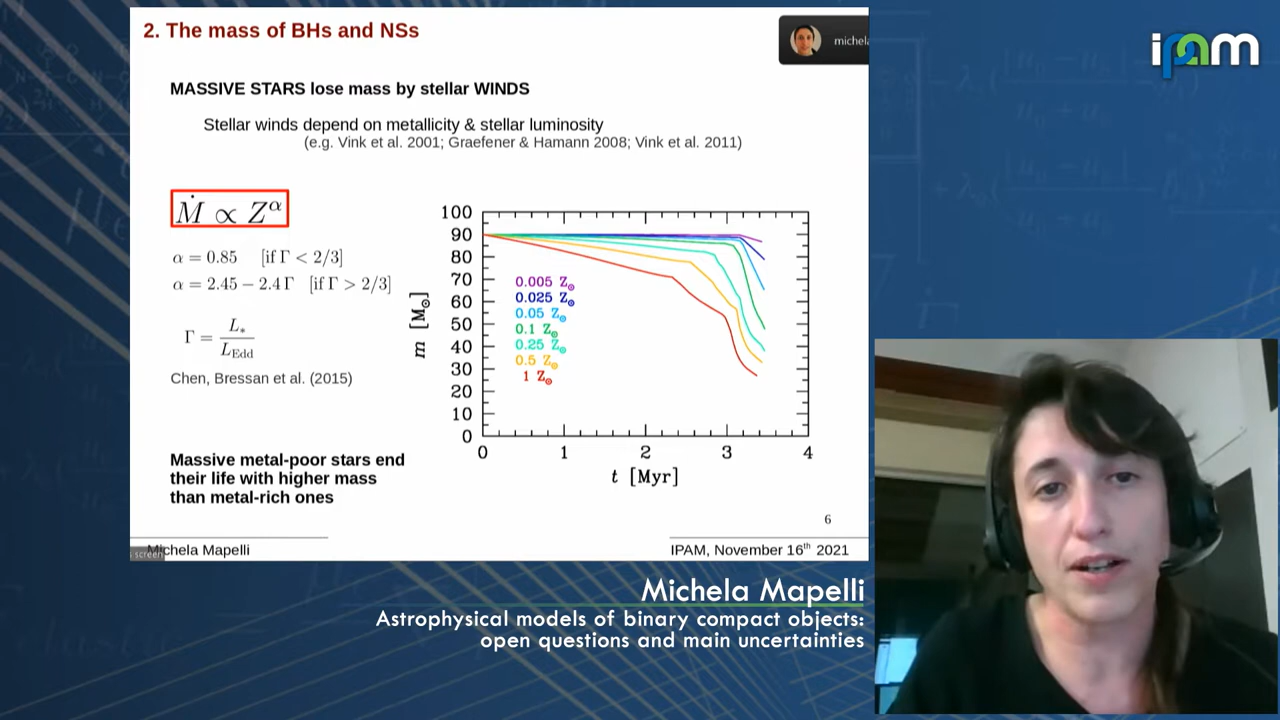 2. The mass of BHs and NSs
michela
ipam
MASSIVE STARS lose mass by stellar WINDS
Stellar winds depend on metallicity & stellar luminosity
(e.g. Vink et al. 2001; Graefener & Hamann 2008; Vink et al. 2011)
Ṁ ∝ Z^α
α = 0.85 [if Γ < 2/3]
α = 2.45 − 2.4 Γ [if Γ > 2/3]
Γ = L_* / L_Edd
Chen, Bressan et al. (2015)
Massive metal-poor stars end
their life with higher mass
than metal-rich ones
100
90
80
70
60
50
40
30
20
10
0
m [M⊙]
0.005 Z⊙
0.025 Z⊙
0.05 Z⊙
0.1 Z⊙
0.25 Z⊙
0.5 Z⊙
1 Z⊙
0 1 2 3 4
t [Myr]
6
screen
Michela Mapelli
IPAM, November 16th 2021
Michela Mapelli
Astrophysical models of binary compact objects:
open questions and main uncertainties